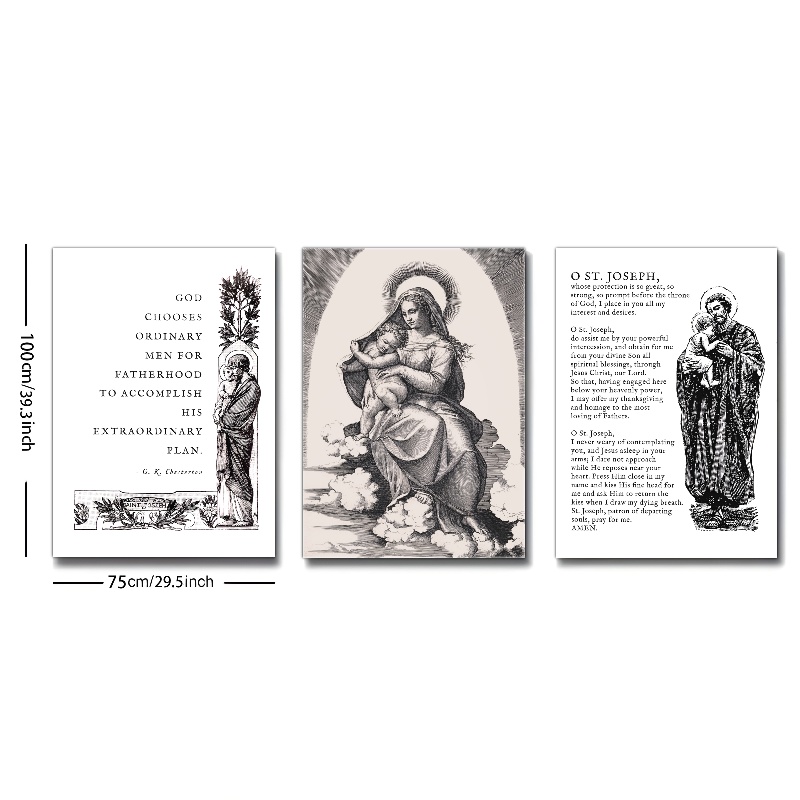 GOD
CHOOSES
ORDINARY
MEN FOR
FATHERHOOD
TO ACCOMPLISH
HIS
EXTRAORDINARY
PLAN.
G. K. Chesterton
SAINT JOSEPH
O ST. JOSEPH,
whose protection is so great, so
strong, so prompt before the throne
of God, I place in you all my
interest and desires.
O St. Joseph,
do assist me by your powerful
intercession, and obtain for me
from your divine Son all
spiritual blessings, through
Jesus Christ, our Lord.
So that, having engaged here
below your heavenly power,
I may offer my thanksgiving
and homage to the most
loving of Fathers.
O St. Joseph,
I never weary of contemplating
you, and Jesus asleep in your
arms; I dare not approach
while He reposes near your
heart. Press Him close in my
name and kiss His fine head for
me and ask Him to return the
kiss when I draw my dying breath.
St. Joseph, patron of departing
souls, pray for me.
AMEN.
100cm/39.3inch
75cm/29.5inch